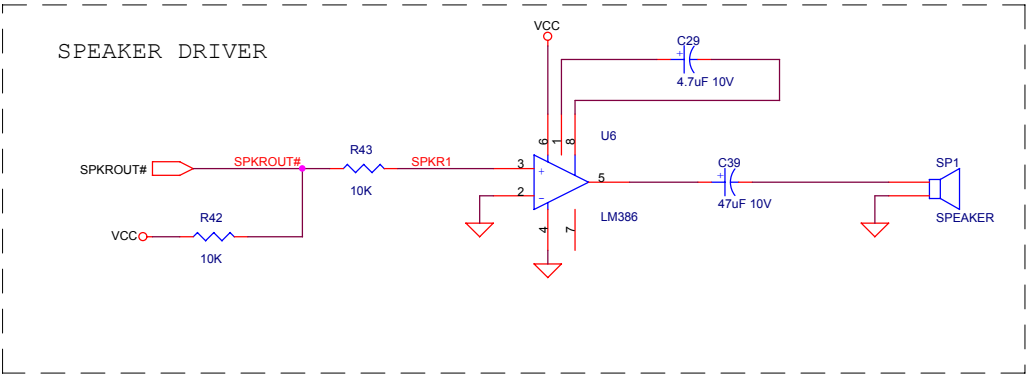 SPEAKER DRIVER
VCC
C29
+
4.7uF 10V
6
1
8
U6
SPKROUT#
SPKROUT#
R43
10K
SPKR1
3
+
2
−
5
LM386
4
7
C39
+
47uF 10V
SP1
SPEAKER
R42
VCC
10K